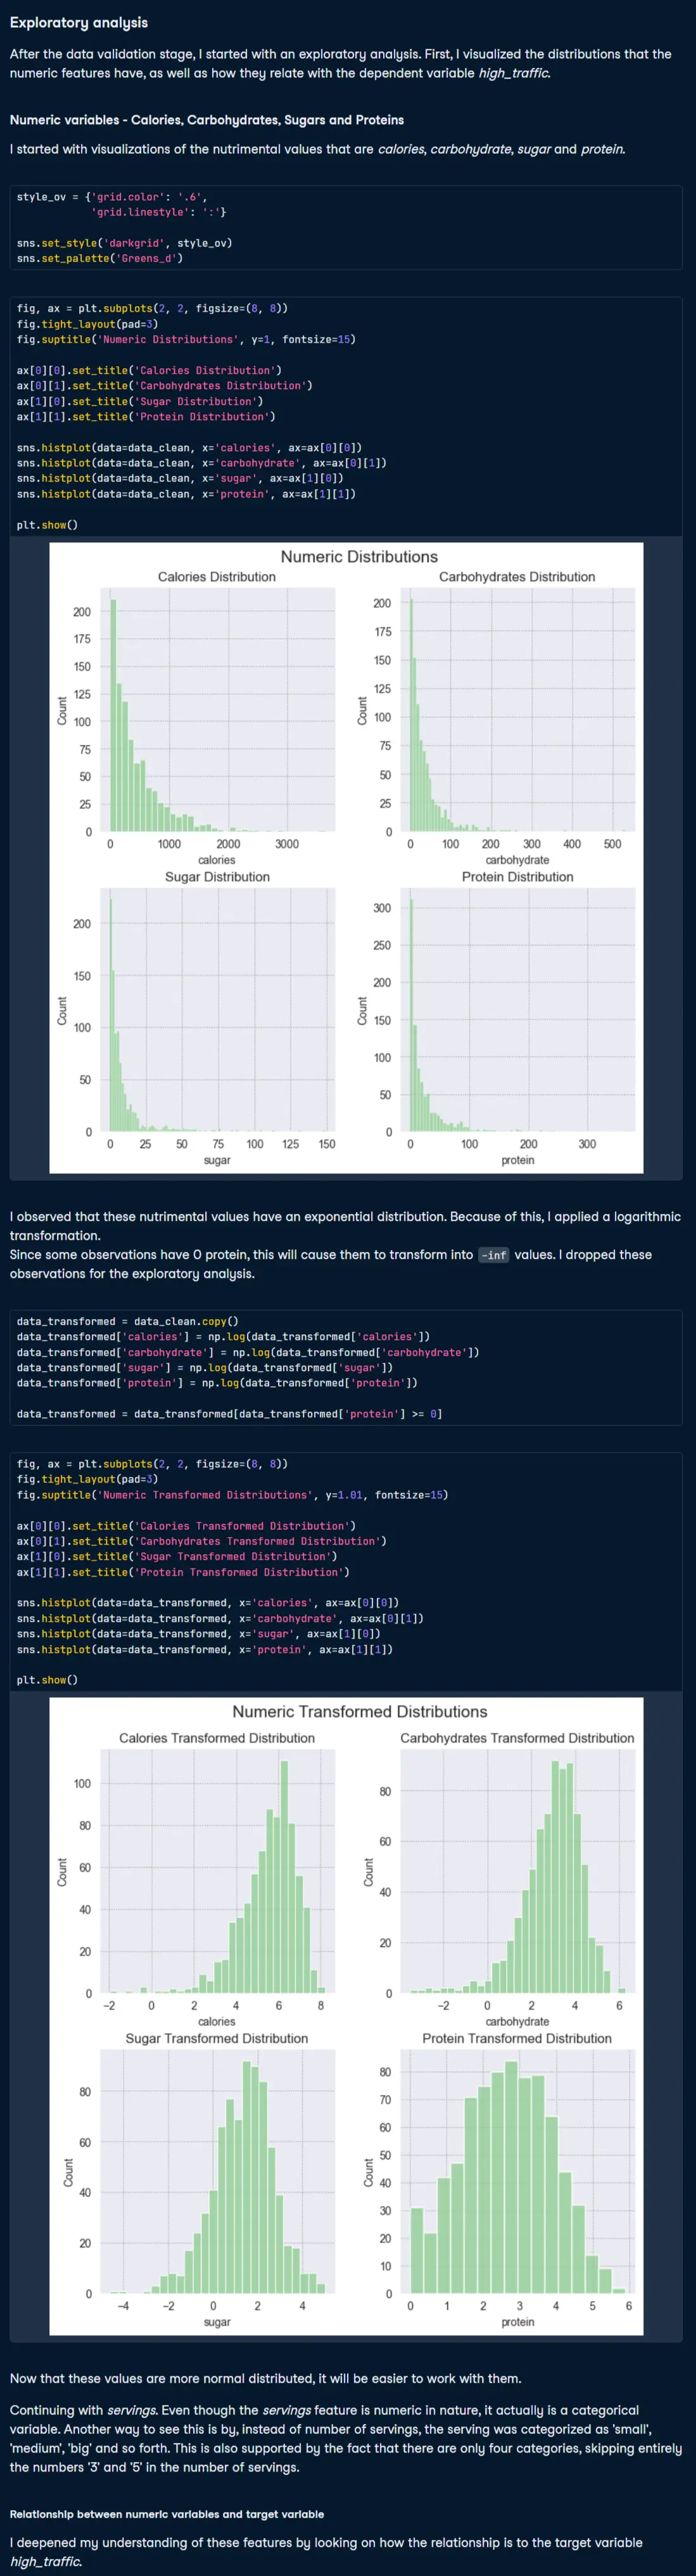 Exploratory analysis
After the data validation stage, I started with an exploratory analysis. First, I visualized the distributions that the
numeric features have, as well as how they relate with the dependent variable high_traffic.
Numeric variables - Calories, Carbohydrates, Sugars and Proteins
I started with visualizations of the nutrimental values that are calories, carbohydrate, sugar and protein.
style_ov = {'grid.color': '.6',
'grid.linestyle': ':'}
sns.set_style('darkgrid', style_ov)
sns.set_palette('Greens_d')
fig, ax = plt.subplots(2, 2, figsize=(8, 8))
fig.tight_layout(pad=3)
fig.suptitle('Numeric Distributions', y=1, fontsize=15)
ax[0][0].set_title('Calories Distribution')
ax[0][1].set_title('Carbohydrates Distribution')
ax[1][0].set_title('Sugar Distribution')
ax[1][1].set_title('Protein Distribution')
sns.histplot(data=data_clean, x='calories', ax=ax[0][0])
sns.histplot(data=data_clean, x='carbohydrate', ax=ax[0][1])
sns.histplot(data=data_clean, x='sugar', ax=ax[1][0])
sns.histplot(data=data_clean, x='protein', ax=ax[1][1])
plt.show()
Numeric Distributions
Calories Distribution
200
175
150
125
100
75
50
25
0
Count
0 1000 2000 3000
calories
Carbohydrates Distribution
200
175
150
125
100
75
50
25
0
Count
0 100 200 300 400 500
carbohydrate
Sugar Distribution
200
150
100
50
0
Count
0 25 50 75 100 125 150
sugar
Protein Distribution
300
250
200
150
100
50
0
Count
0 100 200 300
protein
I observed that these nutrimental values have an exponential distribution. Because of this, I applied a logarithmic
transformation.
Since some observations have 0 protein, this will cause them to transform into -inf values. I dropped these
observations for the exploratory analysis.
data_transformed = data_clean.copy()
data_transformed['calories'] = np.log(data_transformed['calories'])
data_transformed['carbohydrate'] = np.log(data_transformed['carbohydrate'])
data_transformed['sugar'] = np.log(data_transformed['sugar'])
data_transformed['protein'] = np.log(data_transformed['protein'])
data_transformed = data_transformed[data_transformed['protein'] >= 0]
fig, ax = plt.subplots(2, 2, figsize=(8, 8))
fig.tight_layout(pad=3)
fig.suptitle('Numeric Transformed Distributions', y=1.01, fontsize=15)
ax[0][0].set_title('Calories Transformed Distribution')
ax[0][1].set_title('Carbohydrates Transformed Distribution')
ax[1][0].set_title('Sugar Transformed Distribution')
ax[1][1].set_title('Protein Transformed Distribution')
sns.histplot(data=data_transformed, x='calories', ax=ax[0][0])
sns.histplot(data=data_transformed, x='carbohydrate', ax=ax[0][1])
sns.histplot(data=data_transformed, x='sugar', ax=ax[1][0])
sns.histplot(data=data_transformed, x='protein', ax=ax[1][1])
plt.show()
Numeric Transformed Distributions
Calories Transformed Distribution
100
80
60
40
20
0
Count
−2 0 2 4 6 8
calories
Carbohydrates Transformed Distribution
80
60
40
20
0
Count
−2 0 2 4 6
carbohydrate
Sugar Transformed Distribution
80
60
40
20
0
Count
−4 −2 0 2 4
sugar
Protein Transformed Distribution
80
70
60
50
40
30
20
10
0
Count
0 1 2 3 4 5 6
protein
Now that these values are more normal distributed, it will be easier to work with them.
Continuing with servings. Even though the servings feature is numeric in nature, it actually is a categorical
variable. Another way to see this is by, instead of number of servings, the serving was categorized as 'small',
'medium', 'big' and so forth. This is also supported by the fact that there are only four categories, skipping entirely
the numbers '3' and '5' in the number of servings.
Relationship between numeric variables and target variable
I deepened my understanding of these features by looking on how the relationship is to the target variable
high_traffic.